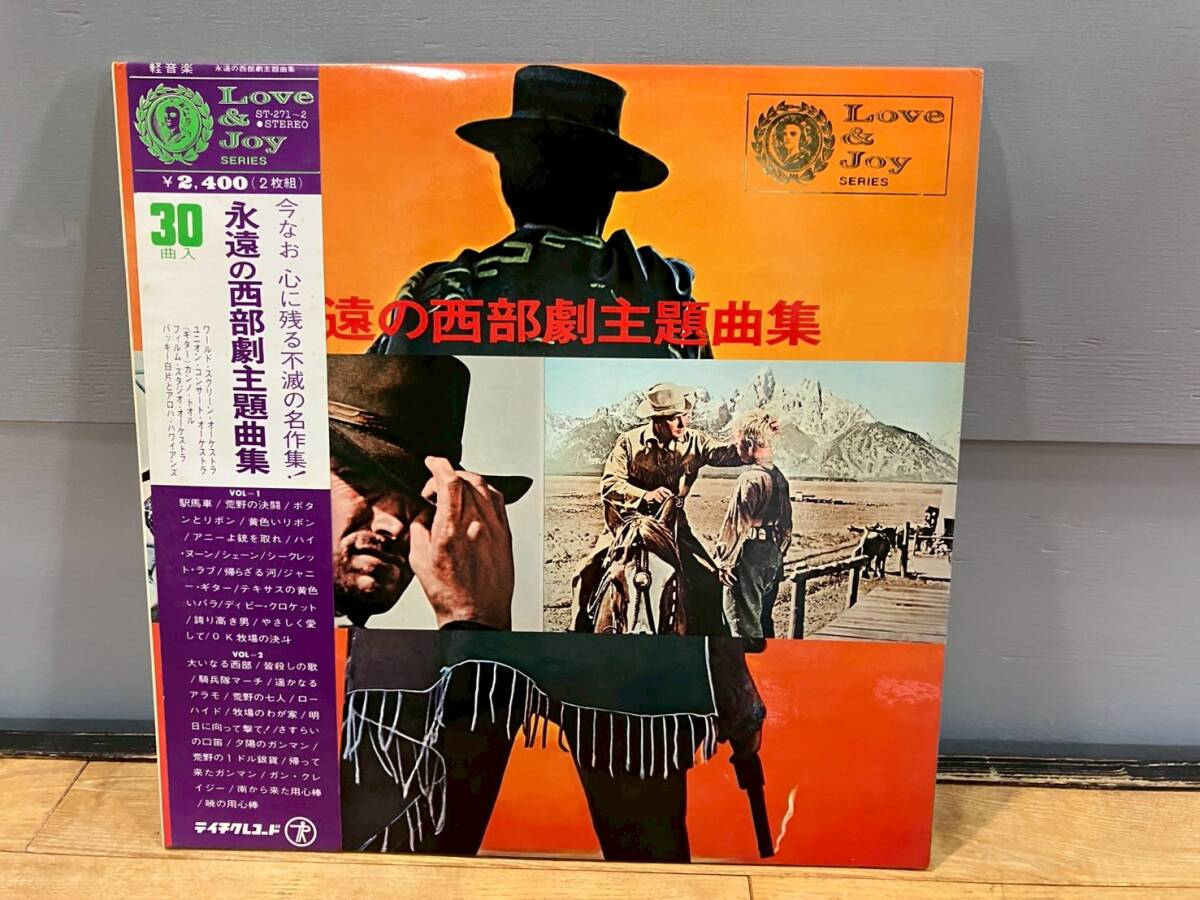 軽音楽 永遠の西部劇主題曲集
Love
& 
Joy
SERIES
ST-271~2
●STEREO
¥2,400(2枚組)
30
曲入
今なお 心に残る不滅の名作集!
永遠の西部劇主題曲集
ワールド・スクリーン・オーケストラ
ユニオン・コンサート・オーケストラ
(ギター)カンノ・トオル
フィルム・スタジオ・オーケストラ
バッキー白片とアロハ・ハワイアンズ
VOL-1
駅馬車/荒野の決闘/ボタ
ンとリボン/黄色いリボン
/アニーよ銃を取れ/ハイ
・ヌーン/シェーン/シークレッ
ト・ラブ/帰らざる河/ジャニ
ー・ギター/テキサスの黄色
いバラ/デイビー・クロケット
/誇り高き男/やさしく愛
して/OK牧場の決斗
VOL-2
大いなる西部/皆殺しの歌
/騎兵隊マーチ/遥かなる
アラモ/荒野の七人/ロー
ハイド/牧場のわが家/明
日に向って撃て/さすらい
の口笛/夕陽のガンマン/
荒野の1ドル銀貨/帰って
来たガンマン/ガン・クレ
イジー/南から来た用心棒
/暁の用心棒
テイチクレコード
Love
&
Joy
SERIES
遠の西部劇主題曲集